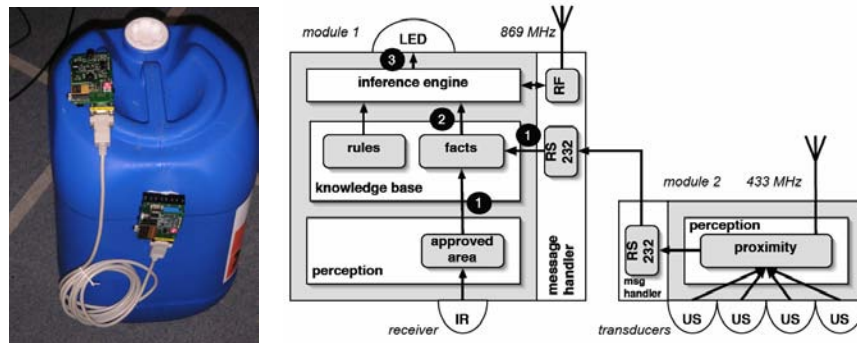 module 1
LED
869 MHz
3
inference engine
RF
2
1
rules
facts
RS
232
knowledge base
module 2
433 MHz
1
perception
approved
area
proximity
RS
232
perception
message
handler
msg
handler
receiver
IR
transducers
US
US
US
US